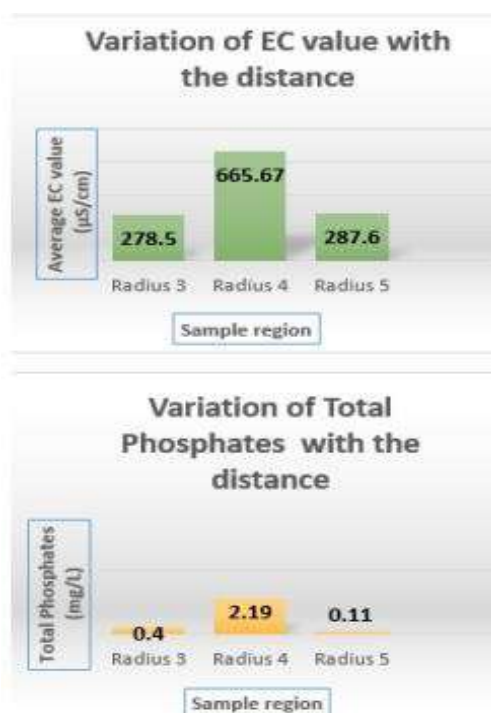 Variation of EC value with
the distance
Average EC value
(µS/cm)
665.67
278.5
287.6
Radius 3 Radius 4 Radius 5
Sample region
Variation of Total
Phosphates with the
distance
Total Phosphates
(mg/L)
2.19
0.11
0.4
Radius 3 Radius 4 Radius 5
Sample region